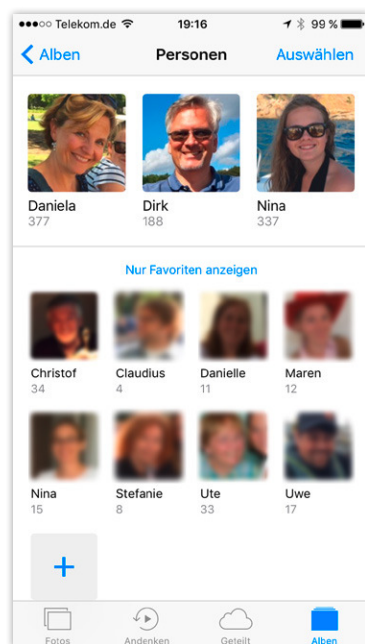 Telekom.de 19:16 99 %
Alben Personen Auswählen
Daniela Dirk Nina
377 188 337
Nur Favoriten anzeigen
Christof Claudius Danielle Maren
34 4 11 12
Nina Stefanie Ute Uwe
15 8 33 17
+
Fotos Andenken Geteilt Alben